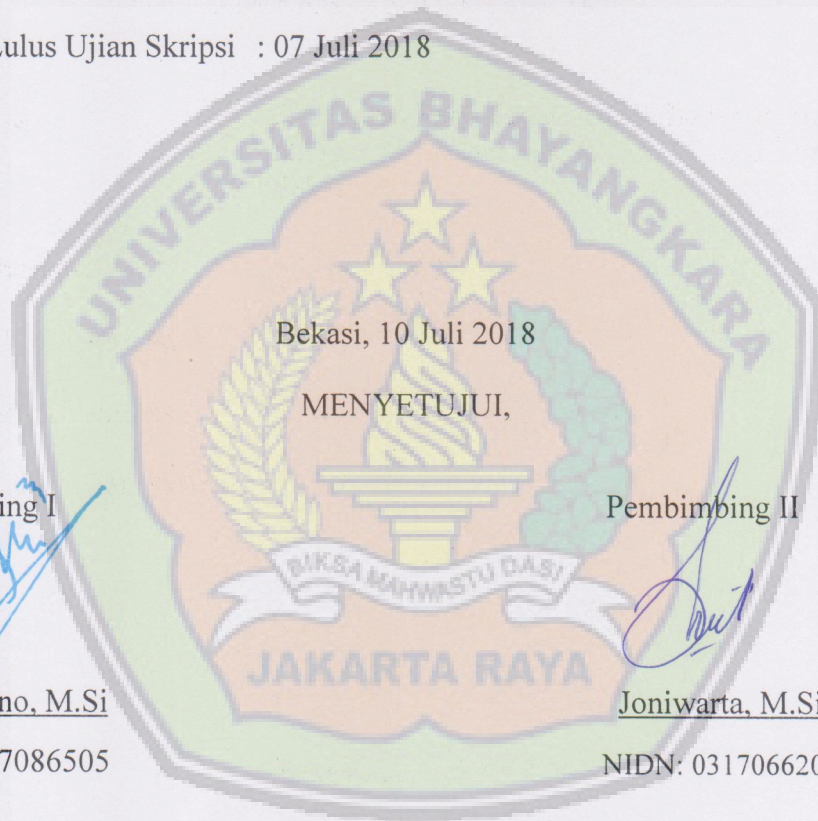 ulus Ujian Skripsi : 07 Juli 2018
UNIVERSITAS BHAYANGKARA
Bekasi, 10 Juli 2018
MENYETUJUI,
ing I Pembimbing II
BIKSA MAHWASTU DASI
JAKARTA RAYA
no, M.Si Joniwarta, M.Si
7086505 NIDN: 031706620